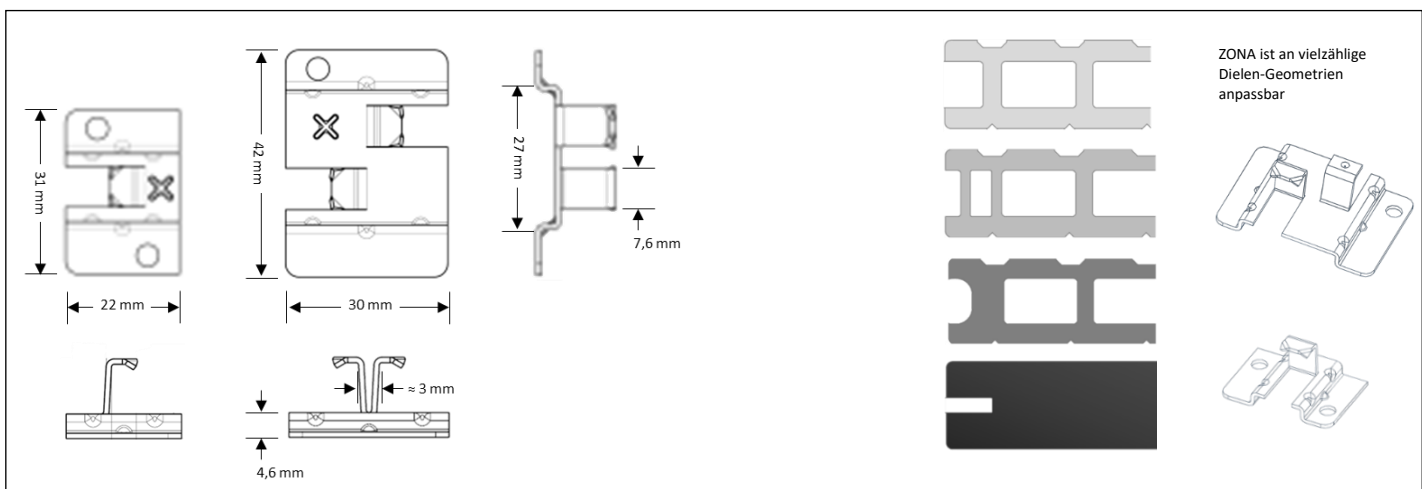 31 mm
22 mm
42 mm
30 mm
27 mm
7,6 mm
≈ 3 mm
4,6 mm
ZONA ist an vielzählige
Dielen-Geometrien
anpassbar